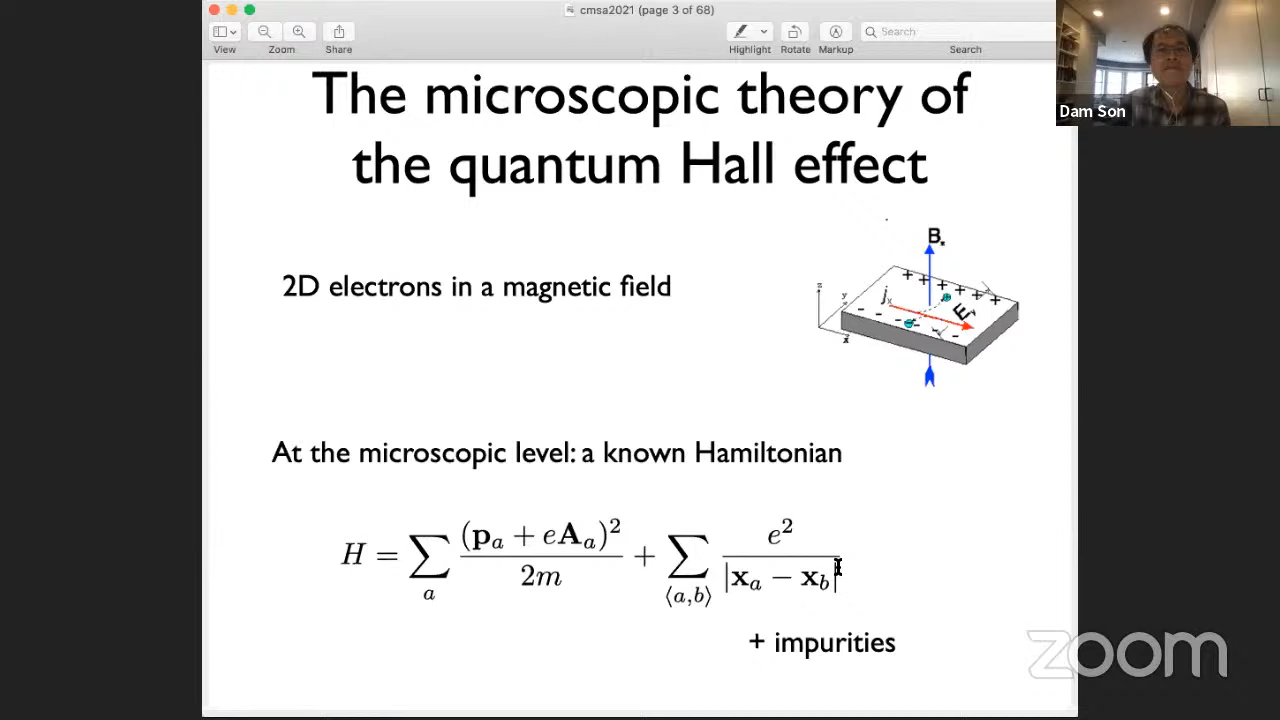 cmsa2021 (page 3 of 68)
View
Zoom
Share
Highlight
Rotate
Markup
Search
Search
Dam Son
The microscopic theory of
the quantum Hall effect
2D electrons in a magnetic field
B
z
y
x
j
x
E
+ + + + + +
- - - - - -
At the microscopic level: a known Hamiltonian
H = ∑_a (p_a + eA_a)² / 2m + ∑_⟨a,b⟩ e² / |x_a − x_b|
+ impurities
zoom